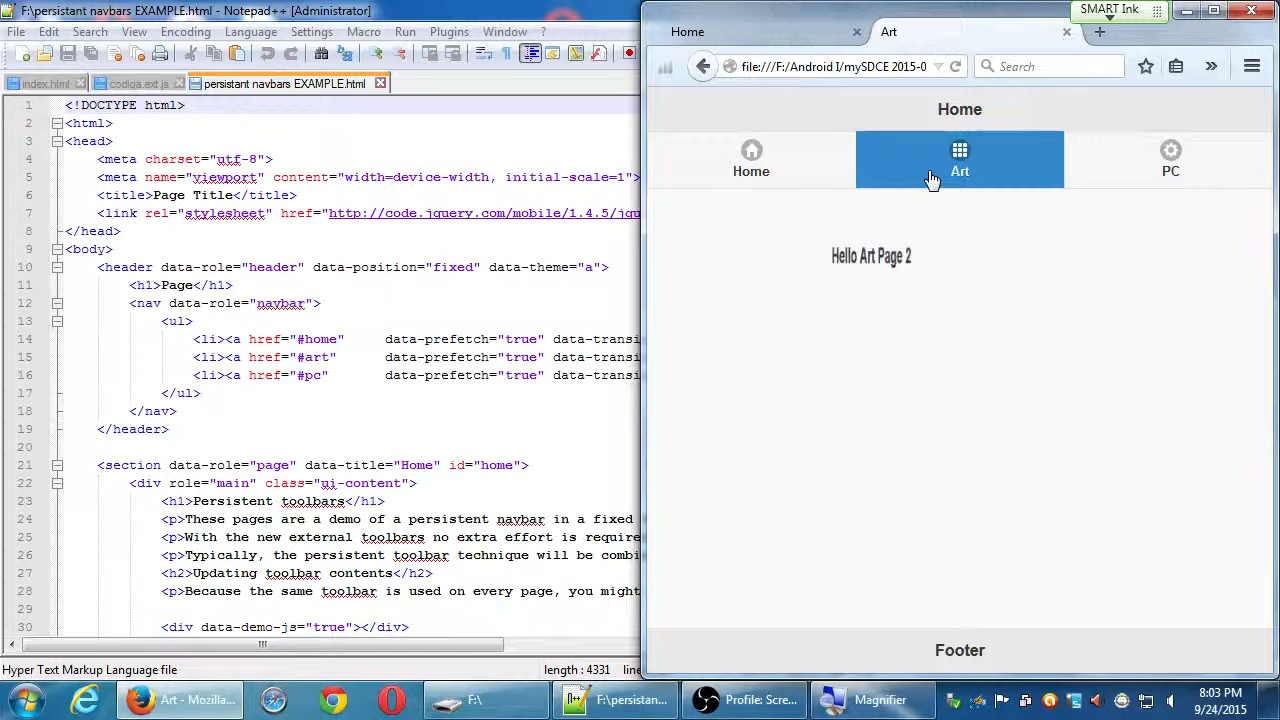 F:\persistant navbars EXAMPLE.html - Notepad++ [Administrator]
File Edit Search View Encoding Language Settings Macro Run Plugins Window ?
index.html codiga.ext.js persistant navbars EXAMPLE.html
1 <!DOCTYPE html>
2 <html>
3 <head>
4 <meta charset="utf-8">
5 <meta name="viewport" content="width=device-width, initial-scale=1">
6 <title>Page Title</title>
7 <link rel="stylesheet" href="http://code.jquery.com/mobile/1.4.5/jqu
8 </head>
9 <body>
10 <header data-role="header" data-position="fixed" data-theme="a">
11 <h1>Page</h1>
12 <nav data-role="navbar">
13 <ul>
14 <li><a href="#home" data-prefetch="true" data-transi
15 <li><a href="#art" data-prefetch="true" data-transi
16 <li><a href="#pc" data-prefetch="true" data-transi
17 </ul>
18 </nav>
19 </header>
20
21 <section data-role="page" data-title="Home" id="home">
22 <div role="main" class="ui-content">
23 <h1>Persistent toolbars</h1>
24 <p>These pages are a demo of a persistent navbar in a fixed
25 <p>With the new external toolbars no extra effort is require
26 <p>Typically, the persistent toolbar technique will be combi
27 <h2>Updating toolbar contents</h2>
28 <p>Because the same toolbar is used on every page, you might
29
30 <div data-demo-js="true"></div>
Hyper Text Markup Language file length : 4331 line
SMART Ink
Home Art
file:///F:/Android I/mySDCE 2015-0 Search
Home
Home Art PC
Hello Art Page 2
Footer
Art - Mozilla... F:\ F:\persistan... Profile: Scre... Magnifier
8:03 PM
9/24/2015